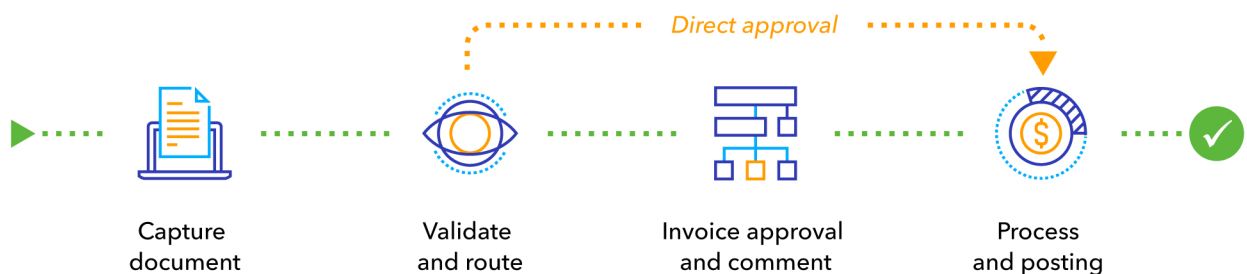 Direct approval
$
Capture
document
Validate
and route
Invoice approval
and comment
Process
and posting